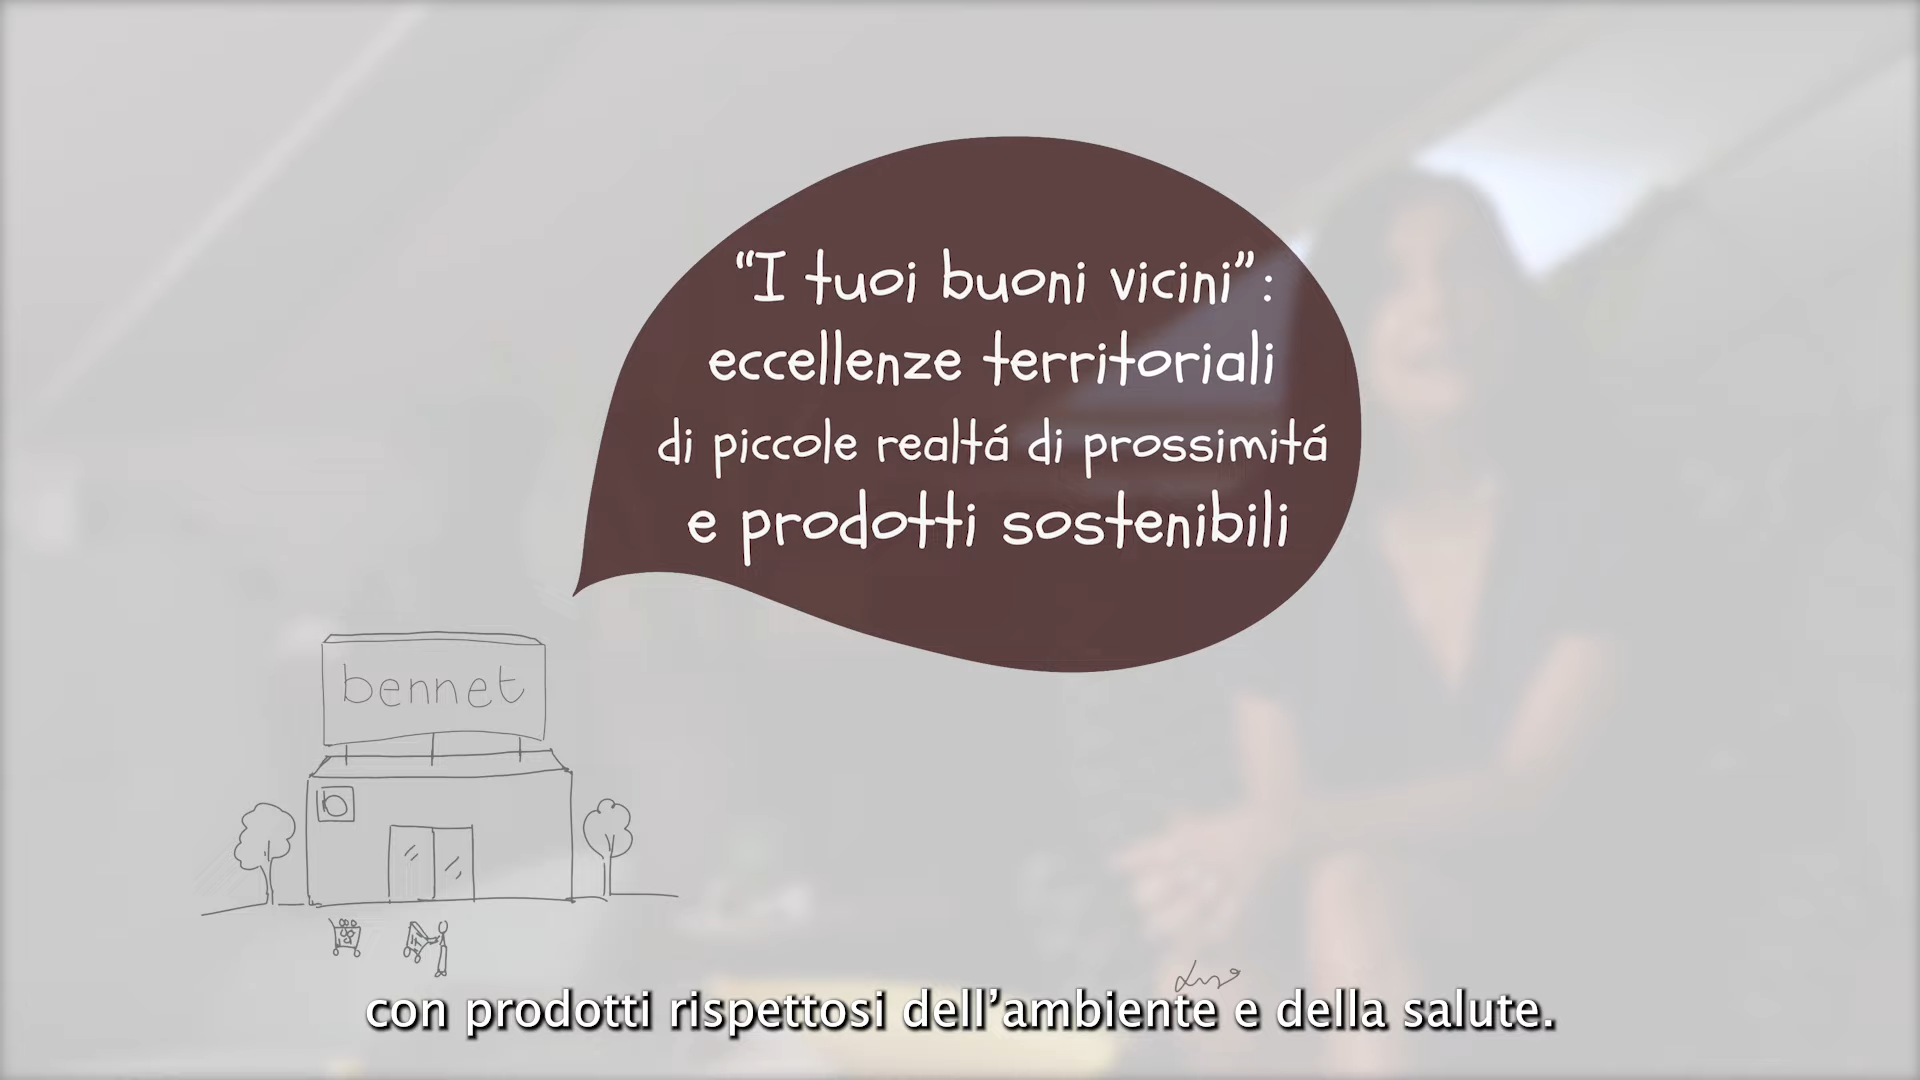 “I tuoi buoni vicini”:
eccellenze territoriali
di piccole realtá di prossimitá
e prodotti sostenibili
bennet
b
con prodotti rispettosi dell’ambiente e della salute.